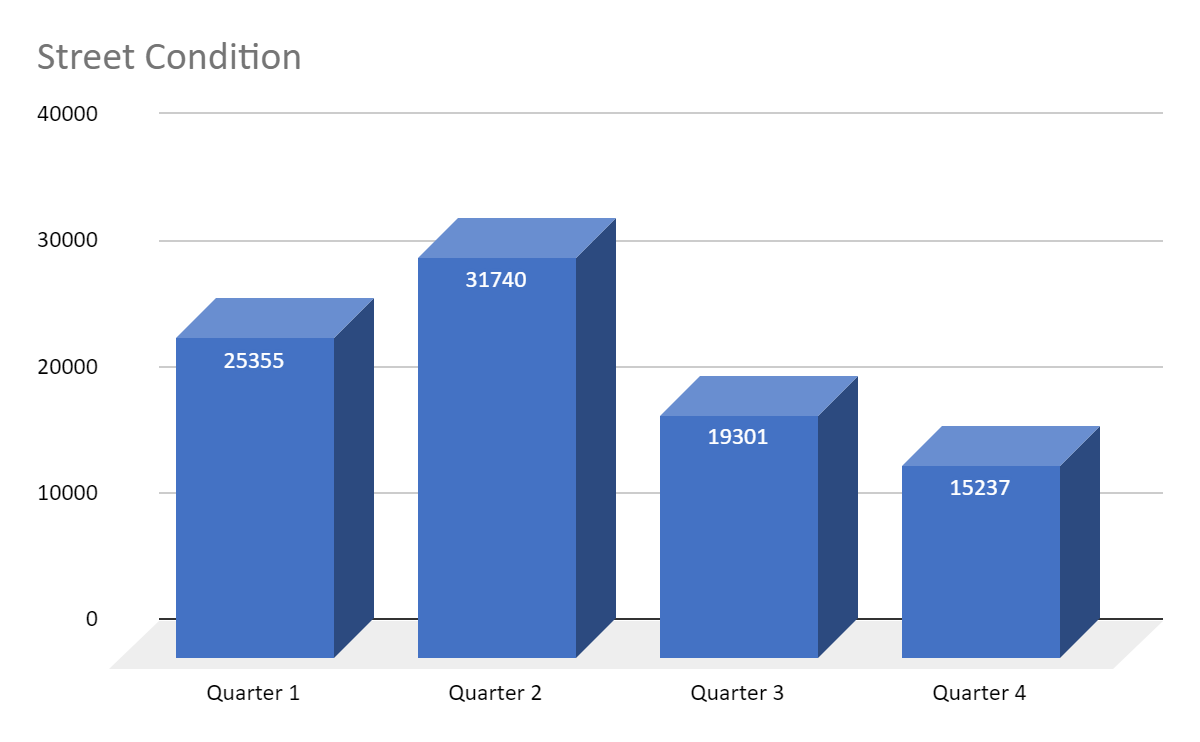 Street Condition
40000
30000
20000
10000
0
25355
31740
19301
15237
Quarter 1
Quarter 2
Quarter 3
Quarter 4